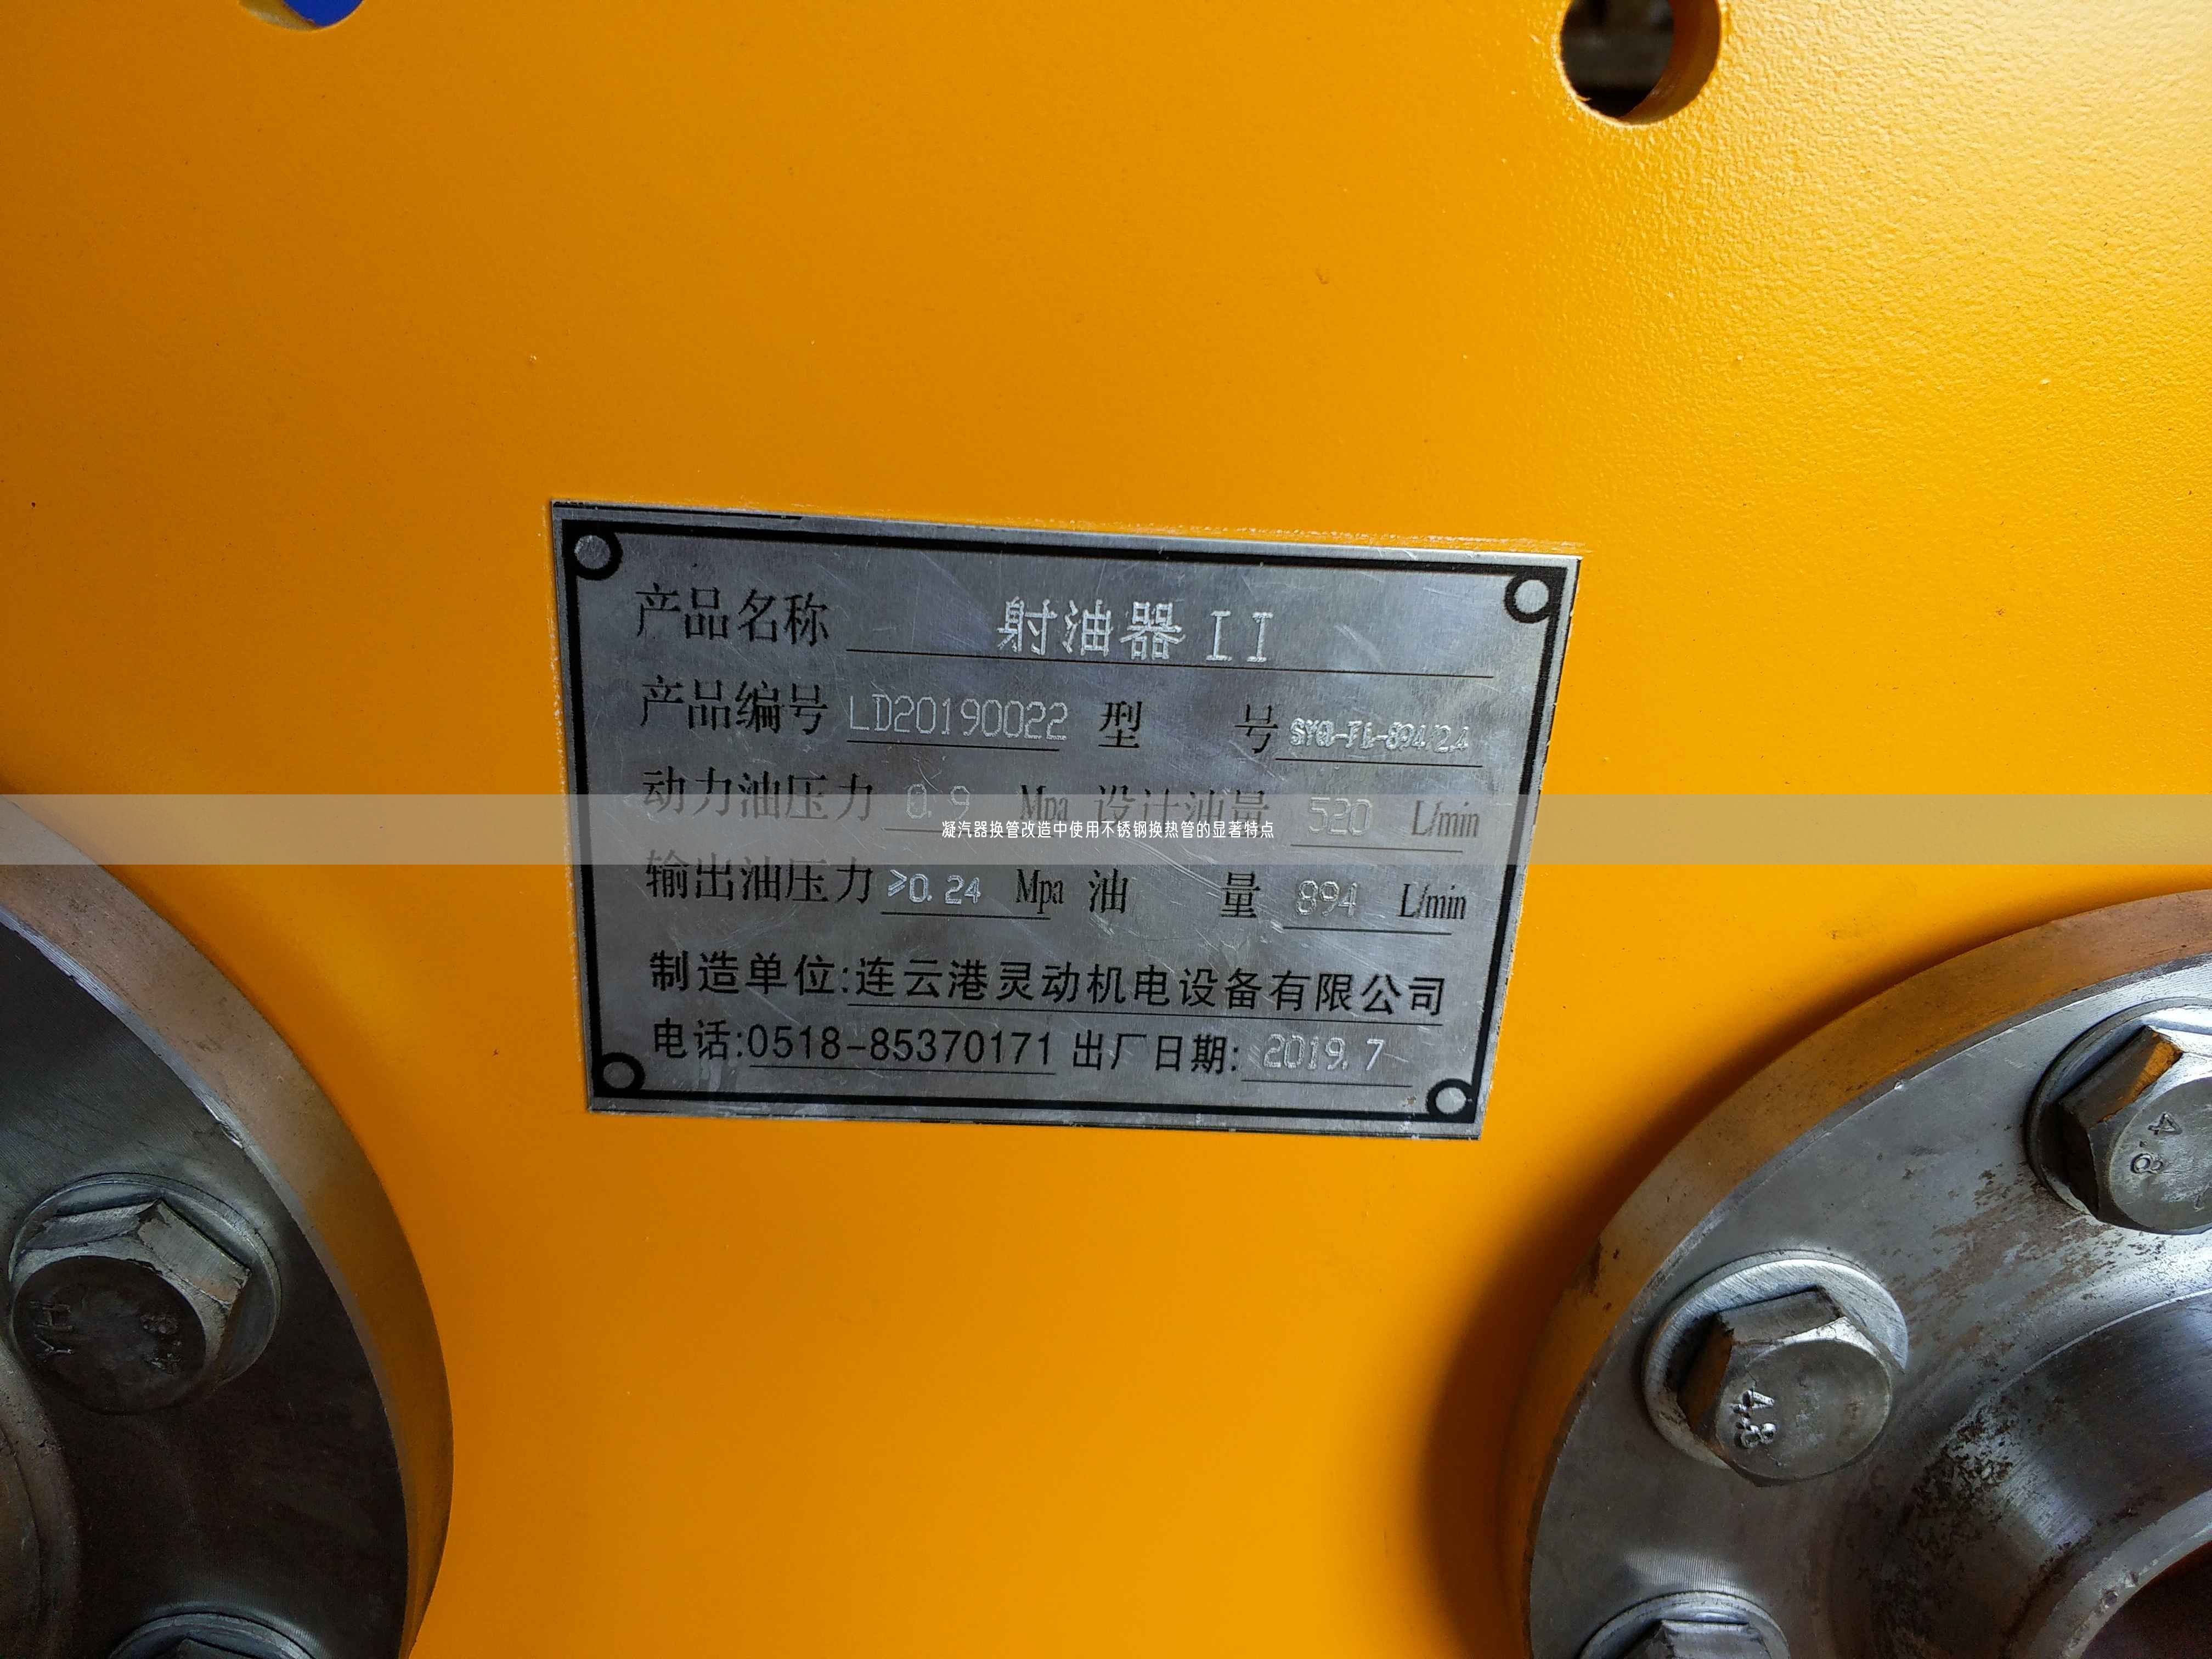 产品名称 射油器 II
产品编号 LD20190022 型 号
动力油压力 0.9 Mpa 设计油量 520 L/min
凝汽器换管改造中使用不锈钢换热管的显著特点
输出油压力 ≥0.24 Mpa 油 量 894 L/min
制造单位:连云港灵动机电设备有限公司
电话:0518-85370171 出厂日期: 2019.7
4.8
4.8